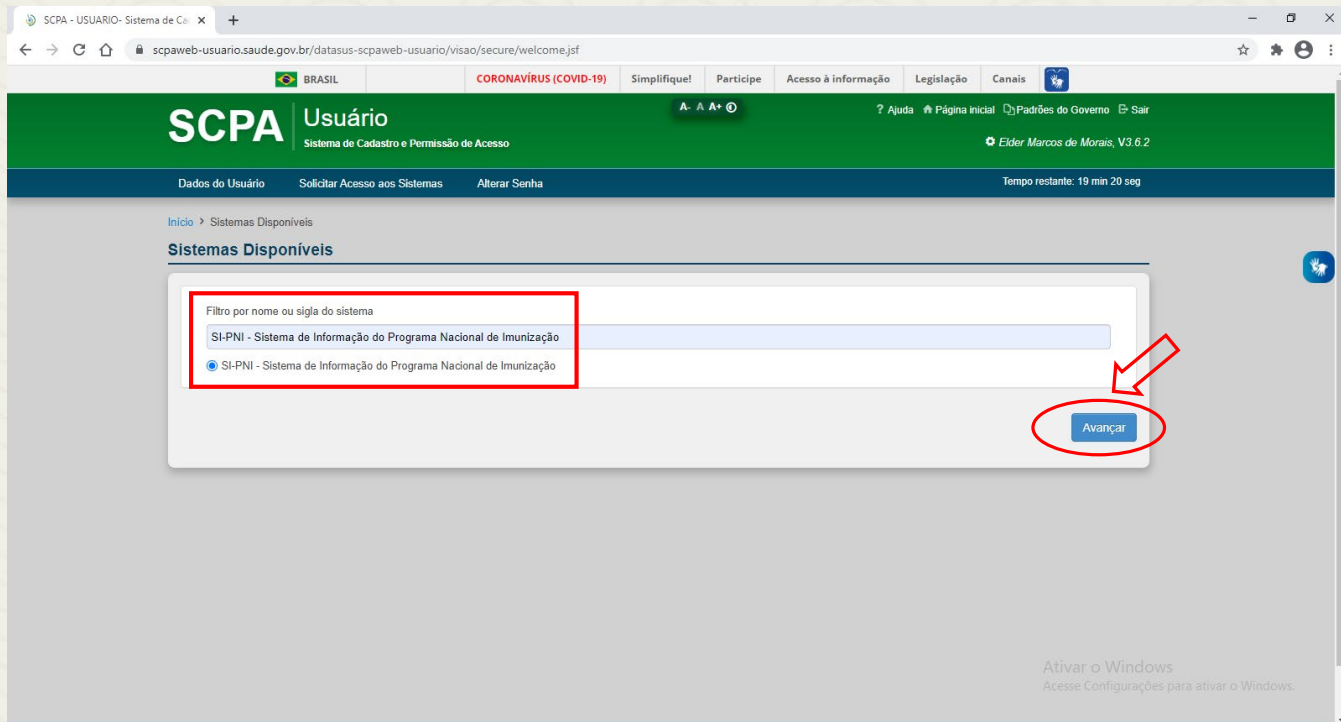 SCPA - USUARIO- Sistema de Ca
scpaweb-usuario.saude.gov.br/datasus-scpaweb-usuario/visao/secure/welcome.jsf
BRASIL CORONAVÍRUS (COVID-19) Simplifique! Participe Acesso à informação Legislação Canais
A- A A+
? Ajuda Página inicial Padrões do Governo Sair
SCPA Usuário
Sistema de Cadastro e Permissão de Acesso
Elder Marcos de Morais, V3.6.2
Dados do Usuário Solicitar Acesso aos Sistemas Alterar Senha Tempo restante: 19 min 20 seg
Início > Sistemas Disponíveis
Sistemas Disponíveis
Filtro por nome ou sigla do sistema
SI-PNI - Sistema de Informação do Programa Nacional de Imunização
SI-PNI - Sistema de Informação do Programa Nacional de Imunização
Avançar
Ativar o Windows
Acesse Configurações para ativar o Windows.